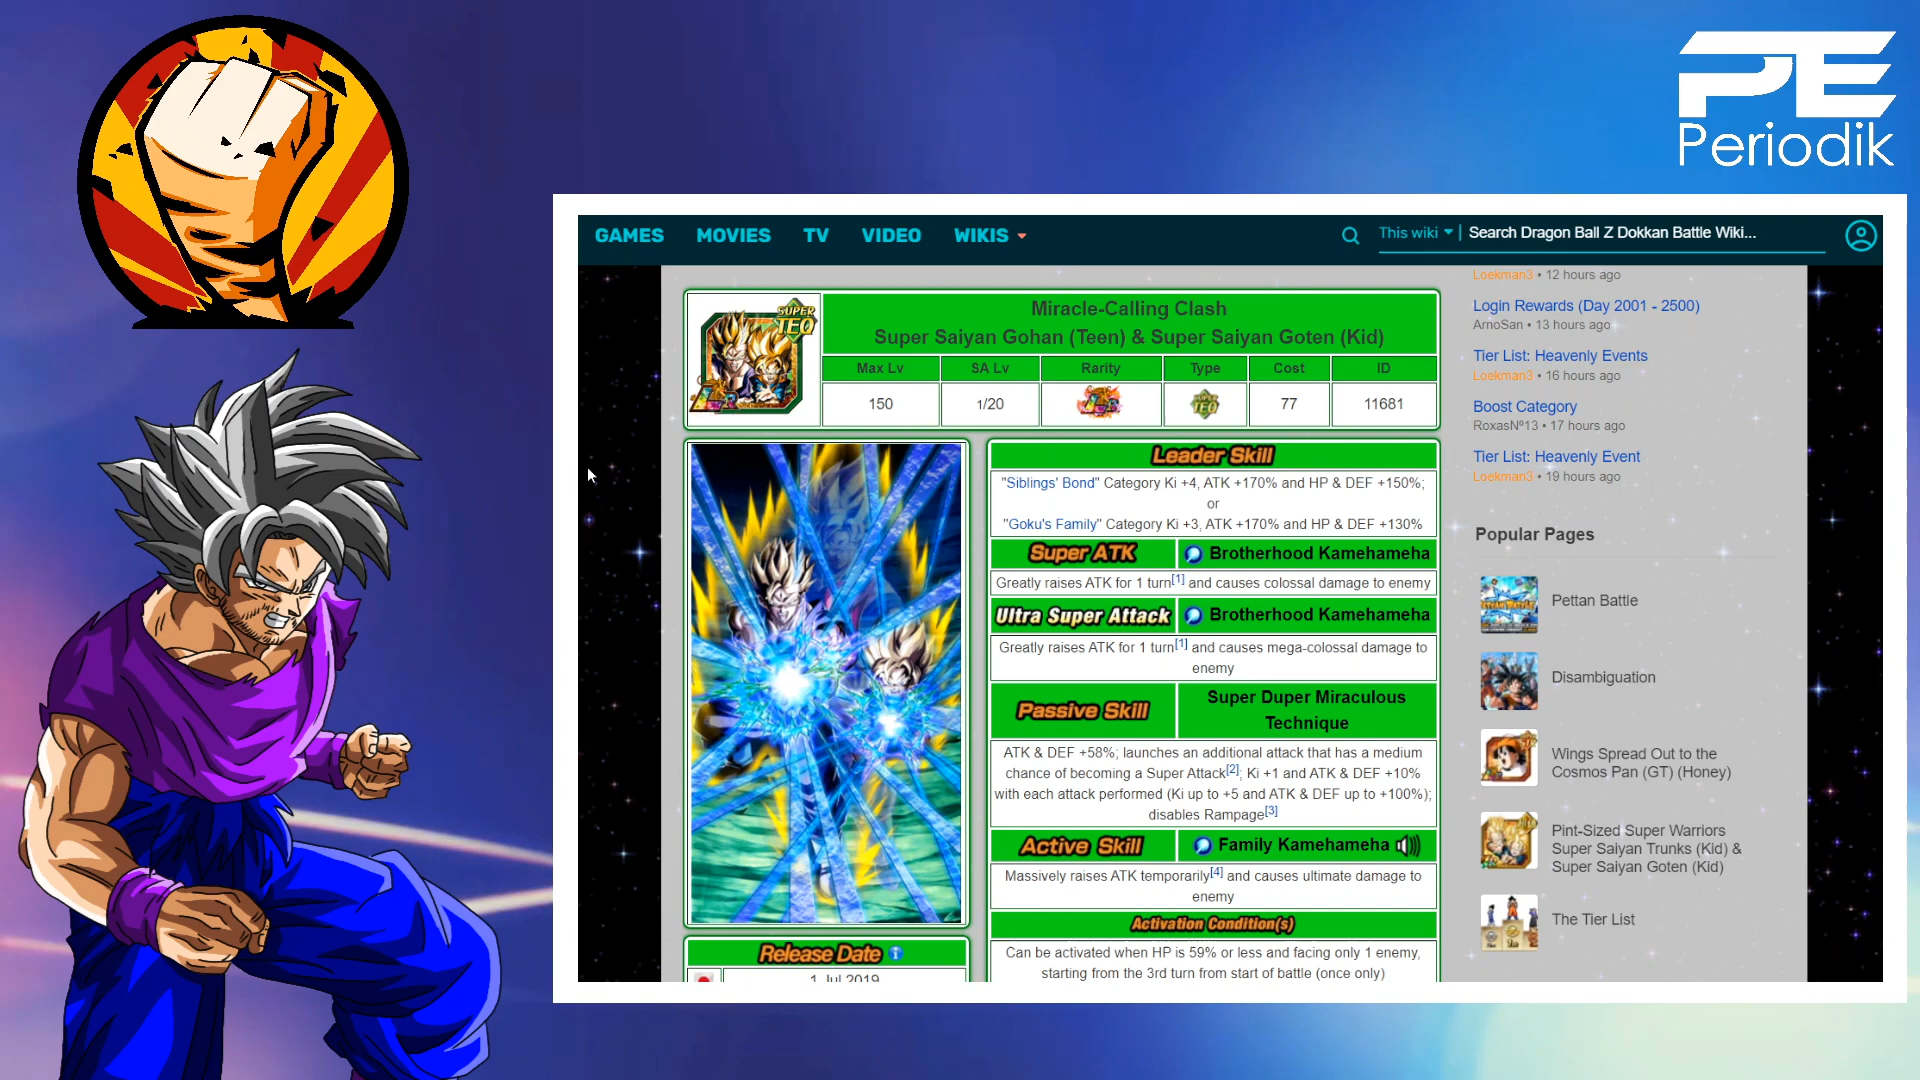 PE
Periodik
GAMES MOVIES TV VIDEO WIKIS
This wiki | Search Dragon Ball Z Dokkan Battle Wiki...
SUPER
TEQ
LR
Miracle-Calling Clash
Super Saiyan Gohan (Teen) & Super Saiyan Goten (Kid)
Max Lv SA Lv Rarity Type Cost ID
150 1/20 LR SUPER TEQ 77 11681
Leader Skill
"Siblings' Bond" Category Ki +4, ATK +170% and HP & DEF +150%;
or
"Goku's Family" Category Ki +3, ATK +170% and HP & DEF +130%
Super ATK Brotherhood Kamehameha
Greatly raises ATK for 1 turn[1] and causes colossal damage to enemy
Ultra Super Attack Brotherhood Kamehameha
Greatly raises ATK for 1 turn[1] and causes mega-colossal damage to
enemy
Passive Skill Super Duper Miraculous
Technique
ATK & DEF +58%; launches an additional attack that has a medium
chance of becoming a Super Attack[2]; Ki +1 and ATK & DEF +10%
with each attack performed (Ki up to +5 and ATK & DEF up to +100%);
disables Rampage[3]
Active Skill Family Kamehameha
Massively raises ATK temporarily[4] and causes ultimate damage to
enemy
Activation Condition(s)
Can be activated when HP is 59% or less and facing only 1 enemy,
starting from the 3rd turn from start of battle (once only)
Release Date
1 Jul 2019
Loekman3 • 12 hours ago
Login Rewards (Day 2001 - 2500)
ArnoSan • 13 hours ago
Tier List: Heavenly Events
Loekman3 • 16 hours ago
Boost Category
RoxasNº13 • 17 hours ago
Tier List: Heavenly Event
Loekman3 • 19 hours ago
Popular Pages
Pettan Battle
Disambiguation
Wings Spread Out to the
Cosmos Pan (GT) (Honey)
Pint-Sized Super Warriors
Super Saiyan Trunks (Kid) &
Super Saiyan Goten (Kid)
The Tier List